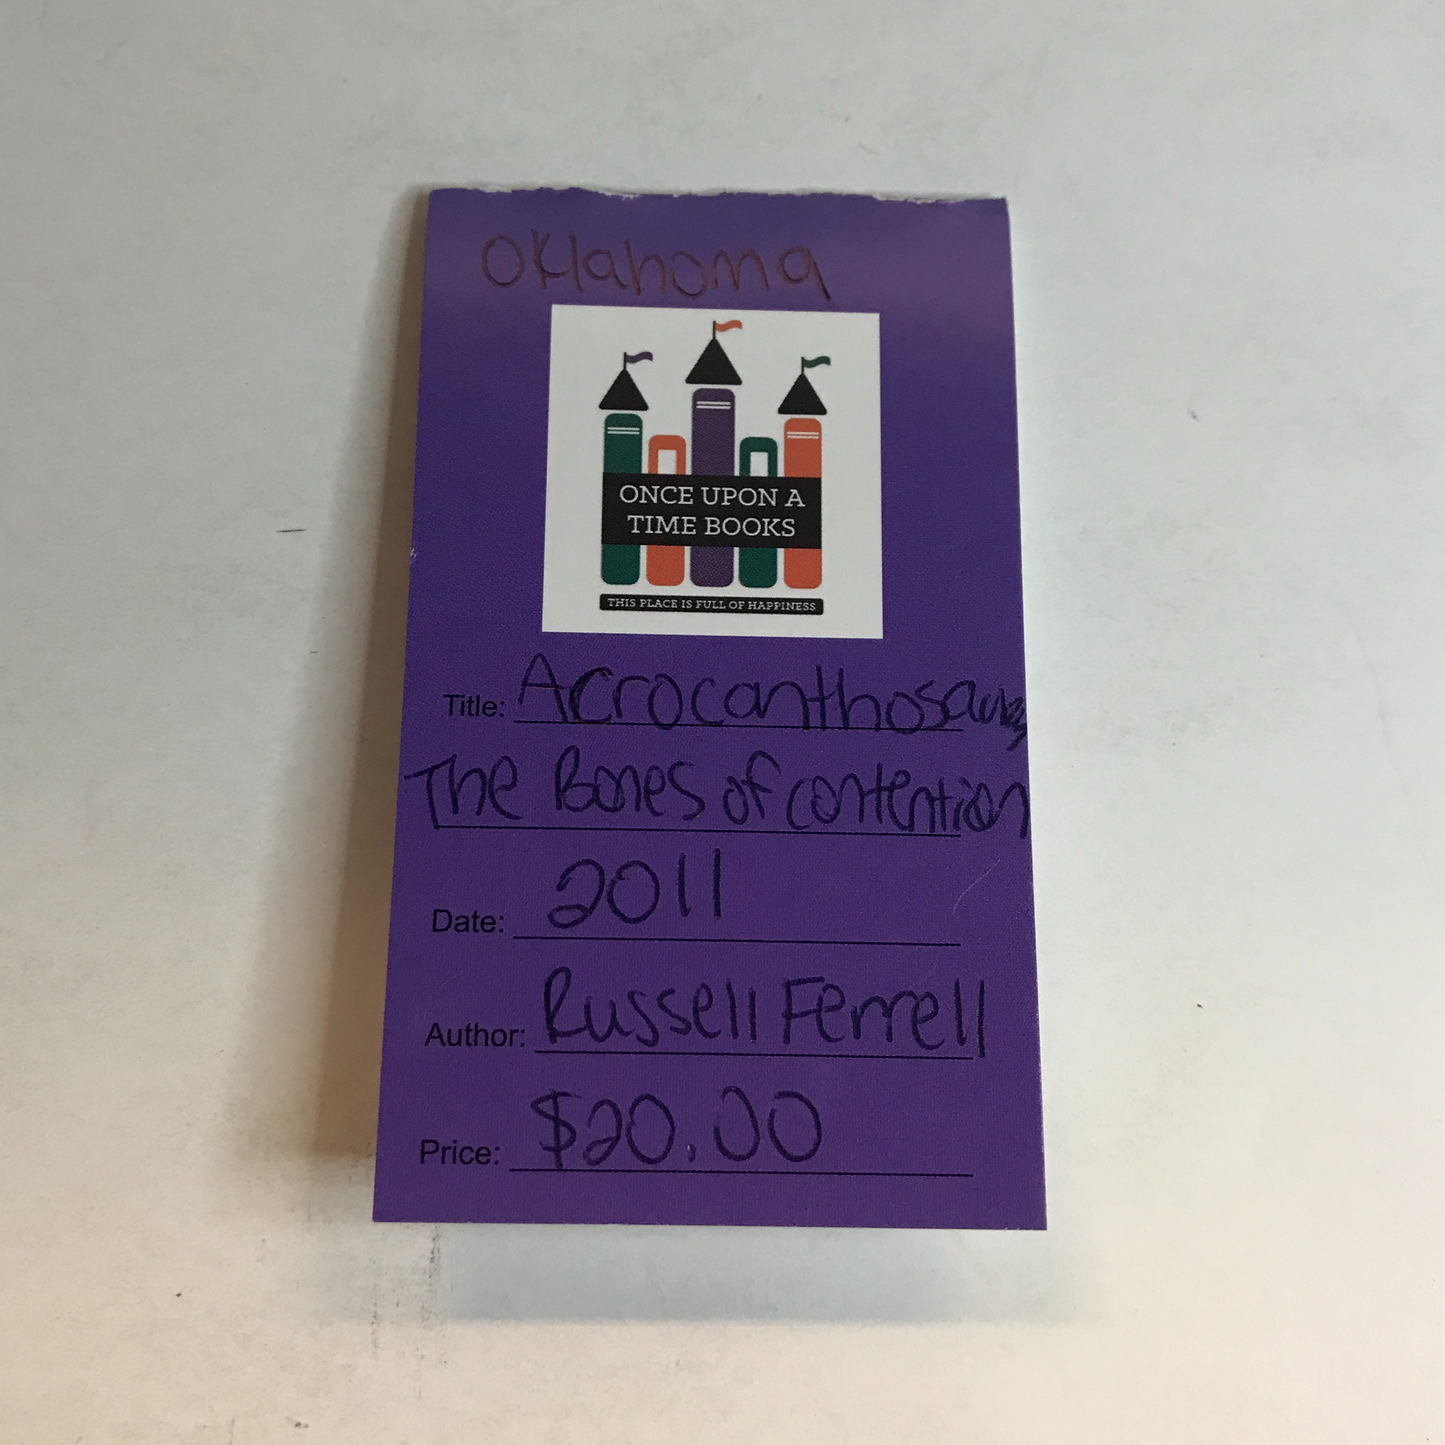 Oklahoma
ONCE UPON A
TIME BOOKS
THIS PLACE IS FULL OF HAPPINESS
Title: Acrocanthosaurus
The Bones of contention
Date: 2011
Author: Russell Ferrell
Price: $20.00